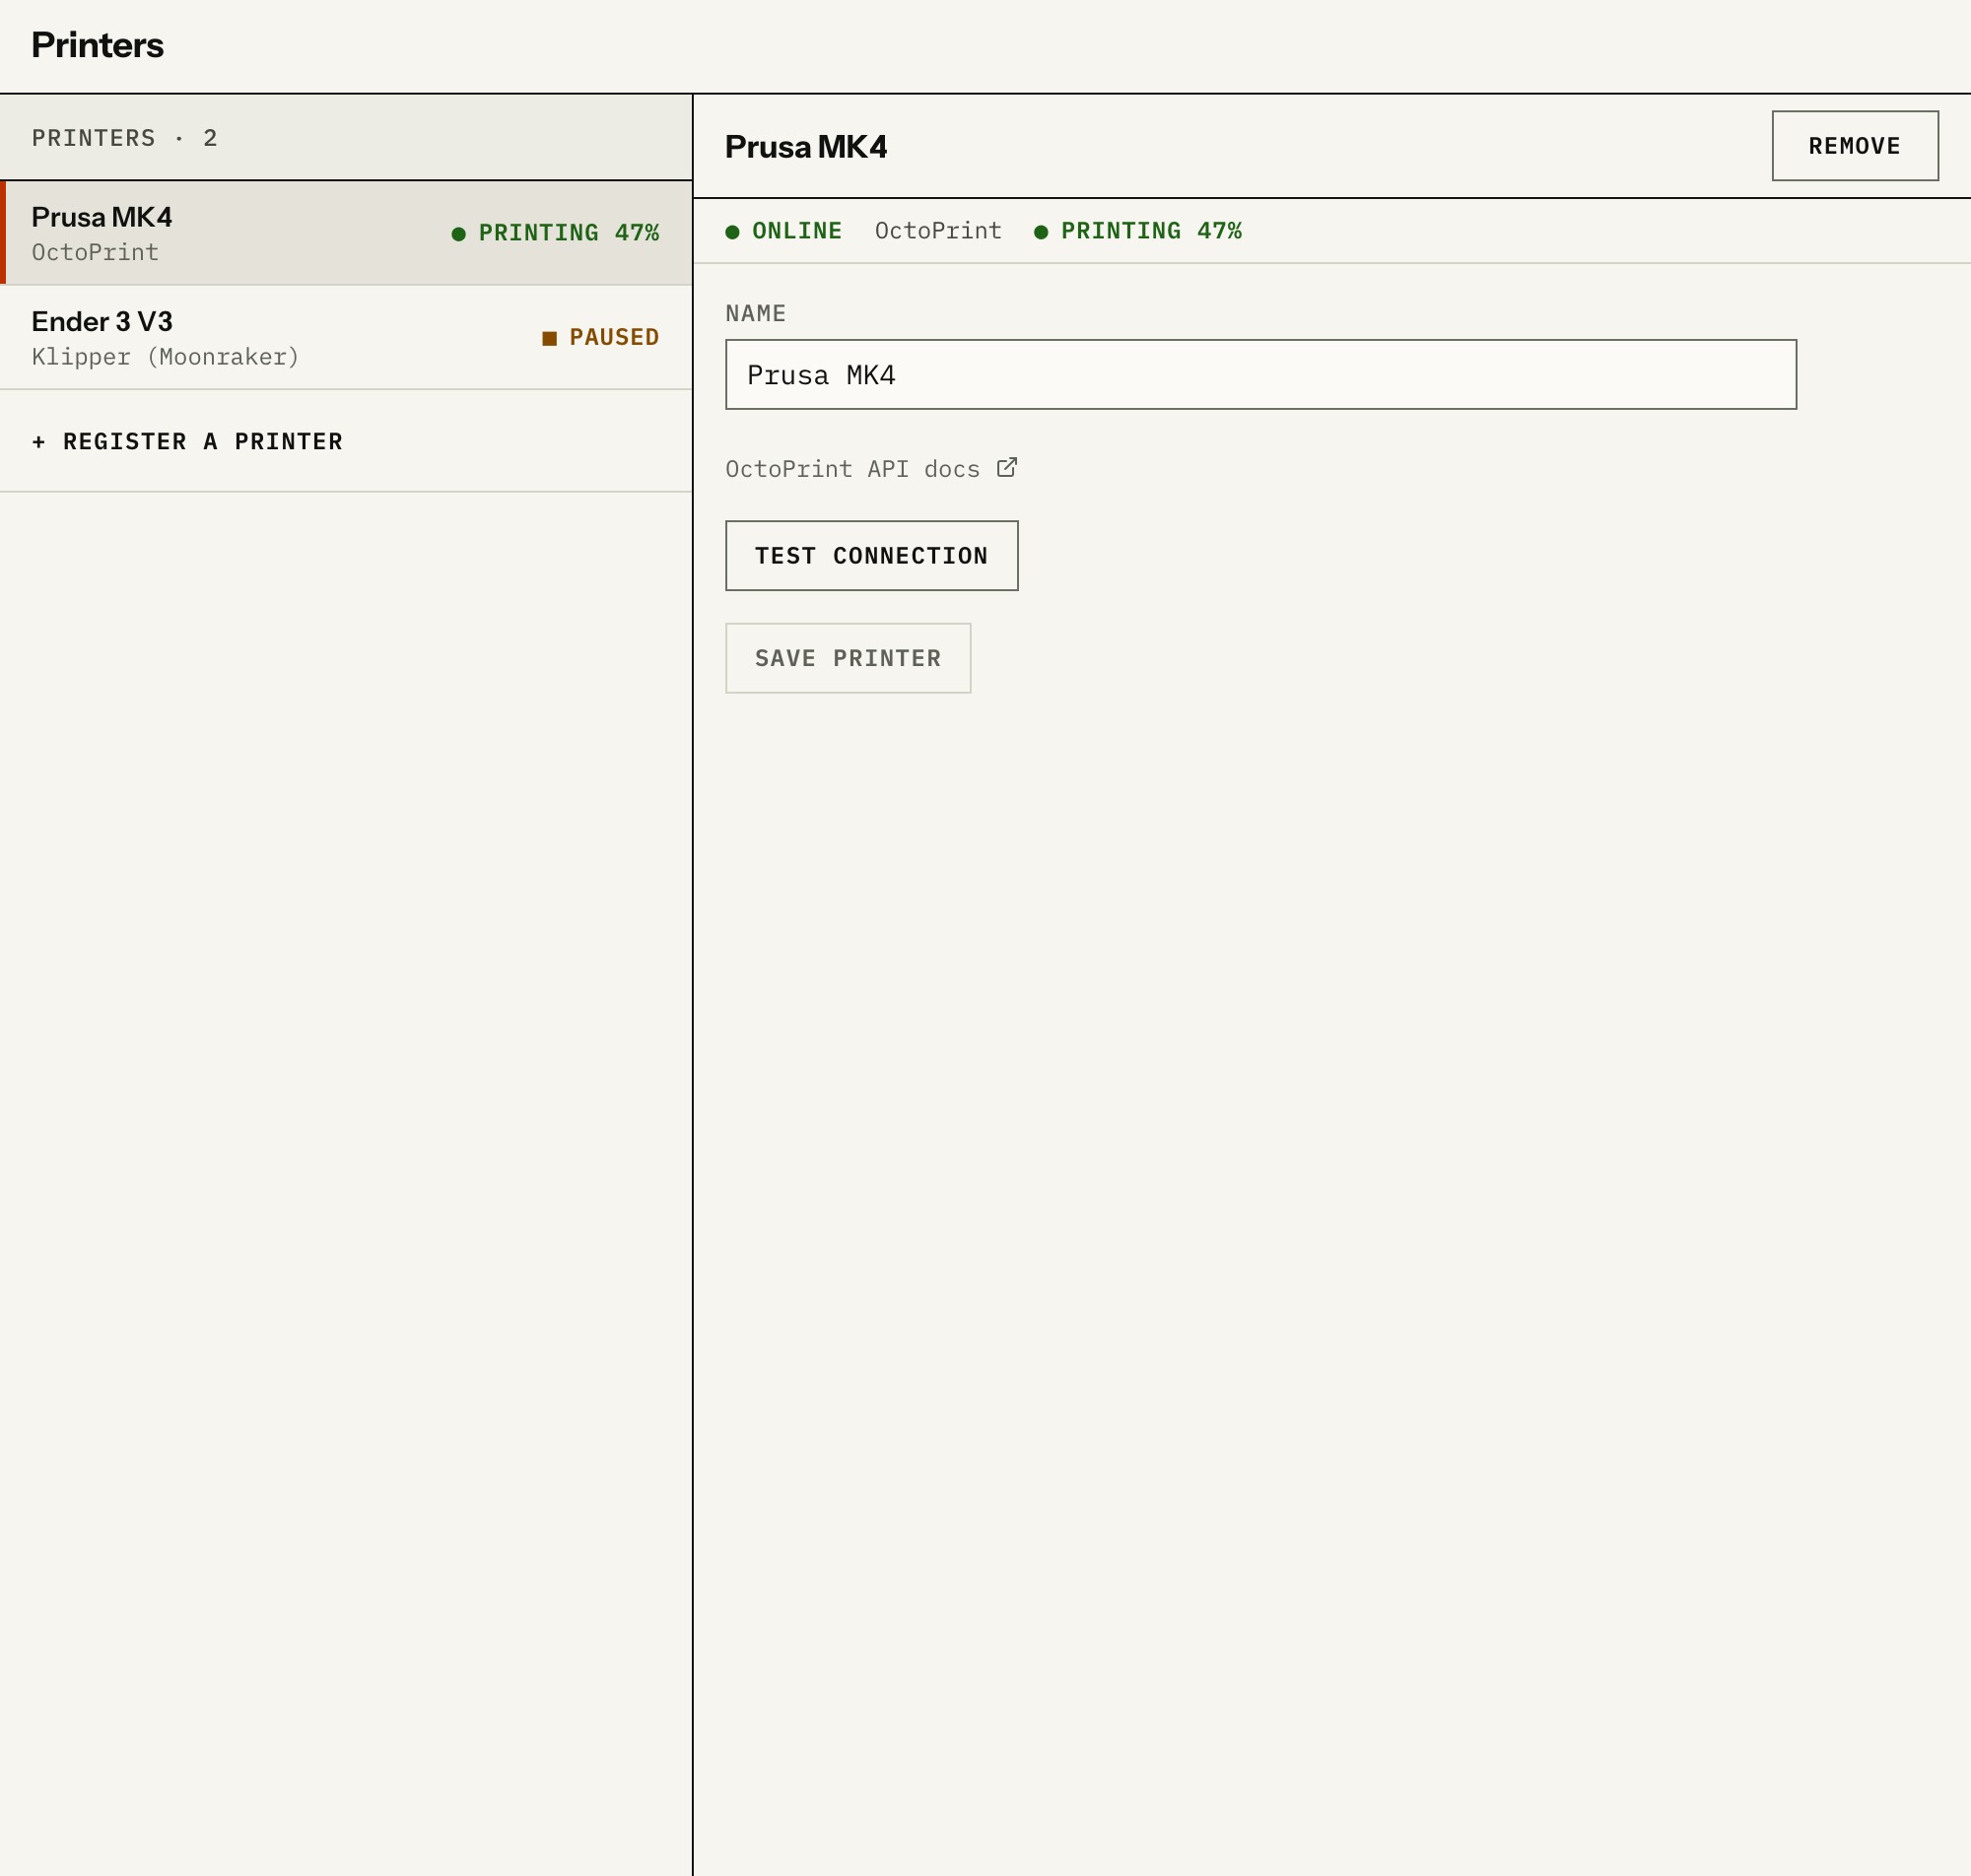 Printers
PRINTERS · 2
Prusa MK4
OctoPrint
PRINTING 47%
Ender 3 V3
Klipper (Moonraker)
PAUSED
+ REGISTER A PRINTER
Prusa MK4
REMOVE
ONLINE OctoPrint PRINTING 47%
NAME
Prusa MK4
OctoPrint API docs
TEST CONNECTION
SAVE PRINTER